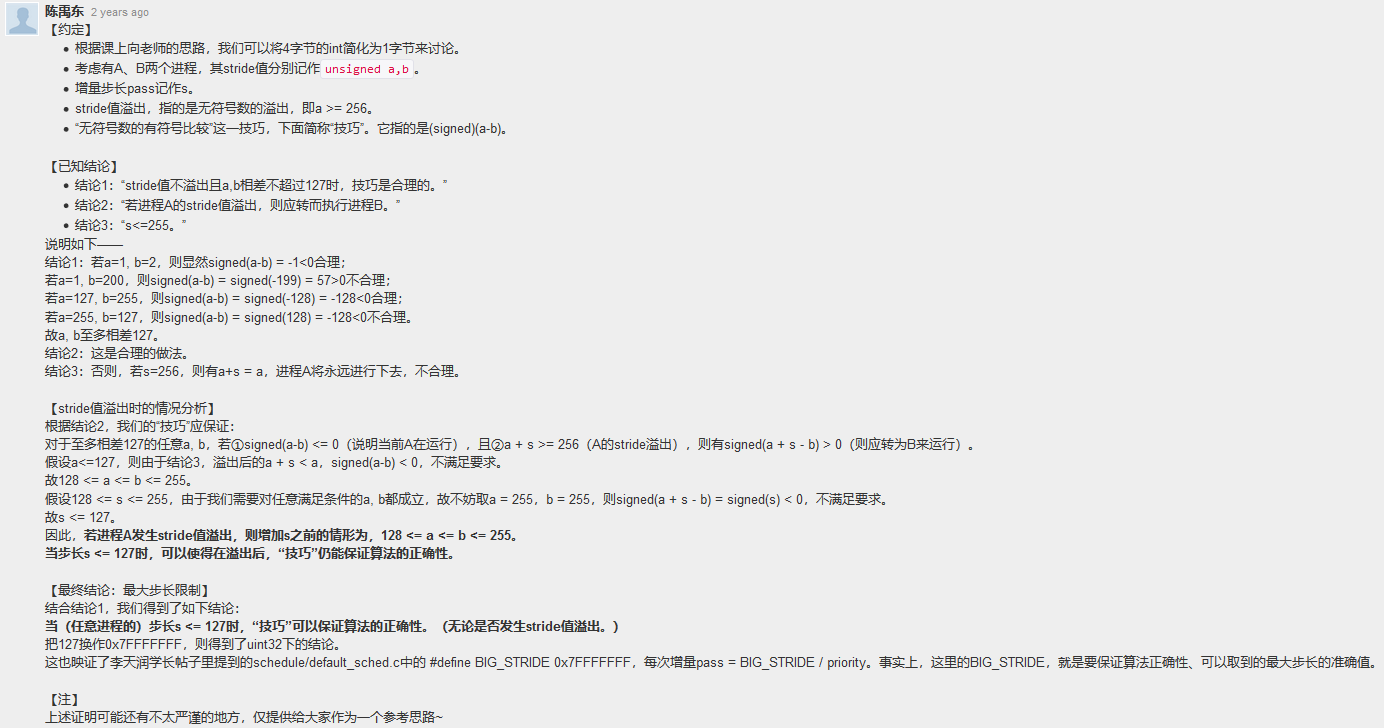 陈禹东 2 years ago
【约定】
• 根据课上向老师的思路，我们可以将4字节的int简化为1字节来讨论。
• 考虑有A、B两个进程，其stride值分别记作 unsigned a,b 。
• 增量步长pass记作s。
• stride值溢出，指的是无符号数的溢出，即a >= 256。
• “无符号数的有符号比较”这一技巧，下面简称“技巧”。它指的是(signed)(a-b)。
【已知结论】
• 结论1：“stride值不溢出且a,b相差不超过127时，技巧是合理的。”
• 结论2：“若进程A的stride值溢出，则应转而执行进程B。”
• 结论3：“s<=255。”
说明如下——
结论1：若a=1, b=2，则显然signed(a-b) = -1<0合理；
若a=1, b=200，则signed(a-b) = signed(-199) = 57>0不合理；
若a=127, b=255，则signed(a-b) = signed(-128) = -128<0合理；
若a=255, b=127，则signed(a-b) = signed(128) = -128<0不合理。
故a, b至多相差127。
结论2：这是合理的做法。
结论3：否则，若s=256，则有a+s = a，进程A将永远进行下去，不合理。
【stride值溢出时的情况分析】
根据结论2，我们的“技巧”应保证：
对于至多相差127的任意a, b，若①signed(a-b) <= 0（说明当前A在运行），且②a + s >= 256（A的stride溢出），则有signed(a + s - b) > 0（则应转为B来运行）。
假设a<=127，则由于结论3，溢出后的a + s < a，signed(a-b) < 0，不满足要求。
故128 <= a <= b <= 255。
假设128 <= s <= 255，由于我们需要对任意满足条件的a, b都成立，故不妨取a = 255，b = 255，则signed(a + s - b) = signed(s) < 0，不满足要求。
故s <= 127。
因此，若进程A发生stride值溢出，则增加s之前的情形为，128 <= a <= b <= 255。
当步长s <= 127时，可以使得在溢出后，“技巧”仍能保证算法的正确性。
【最终结论：最大步长限制】
结合结论1，我们得到了如下结论：
当（任意进程的）步长s <= 127时，“技巧”可以保证算法的正确性。（无论是否发生stride值溢出。）
把127换作0x7FFFFFFF，则得到了uint32下的结论。
这也映证了李天润学长帖子里提到的schedule/default_sched.c中的 #define BIG_STRIDE 0x7FFFFFFF，每次增量pass = BIG_STRIDE / priority。事实上，这里的BIG_STRIDE，就是要保证算法正确性、可以取到的最大步长的准确值。
【注】
上述证明可能还有不太严谨的地方，仅提供给大家作为一个参考思路~